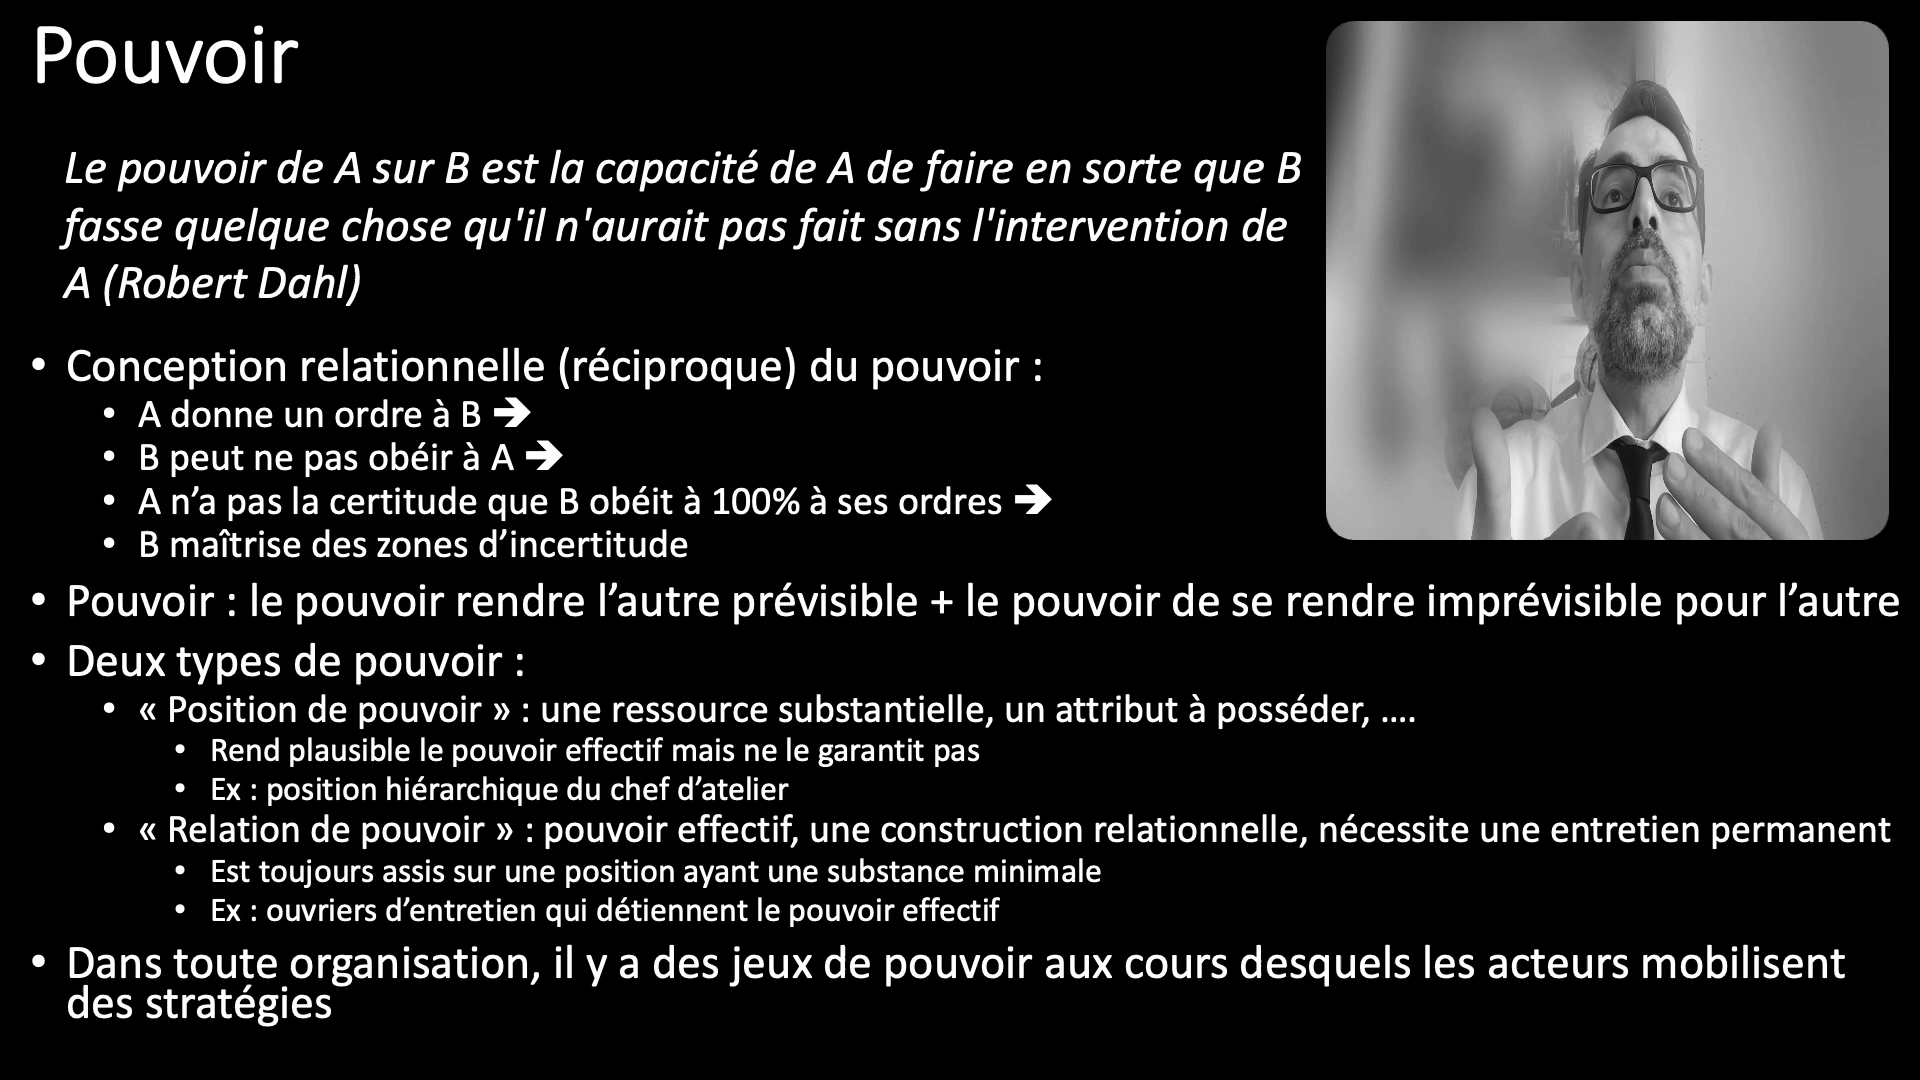 Pouvoir
Le pouvoir de A sur B est la capacité de A de faire en sorte que B
fasse quelque chose qu'il n'aurait pas fait sans l'intervention de
A (Robert Dahl)
• Conception relationnelle (réciproque) du pouvoir :
• A donne un ordre à B ➔
• B peut ne pas obéir à A ➔
• A n’a pas la certitude que B obéit à 100% à ses ordres ➔
• B maîtrise des zones d’incertitude
• Pouvoir : le pouvoir rendre l’autre prévisible + le pouvoir de se rendre imprévisible pour l’autre
• Deux types de pouvoir :
• « Position de pouvoir » : une ressource substantielle, un attribut à posséder, ….
• Rend plausible le pouvoir effectif mais ne le garantit pas
• Ex : position hiérarchique du chef d’atelier
• « Relation de pouvoir » : pouvoir effectif, une construction relationnelle, nécessite une entretien permanent
• Est toujours assis sur une position ayant une substance minimale
• Ex : ouvriers d’entretien qui détiennent le pouvoir effectif
• Dans toute organisation, il y a des jeux de pouvoir aux cours desquels les acteurs mobilisent
des stratégies